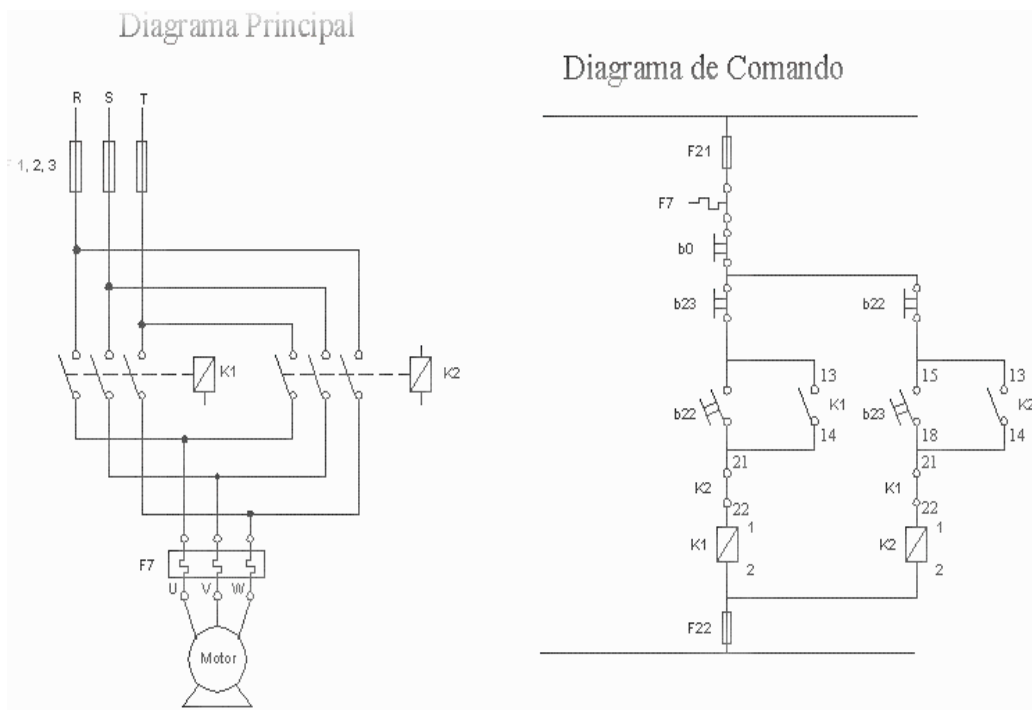 Diagrama Principal
Diagrama de Comando
R S T
1, 2, 3
K1
K2
F7
U V W
Motor
F21
F7
b0
b23
b22
13
K1
14
b22
15
13
K2
14
b23
18
21
K2
22
21
K1
22
K1
1
2
K2
1
2
F22